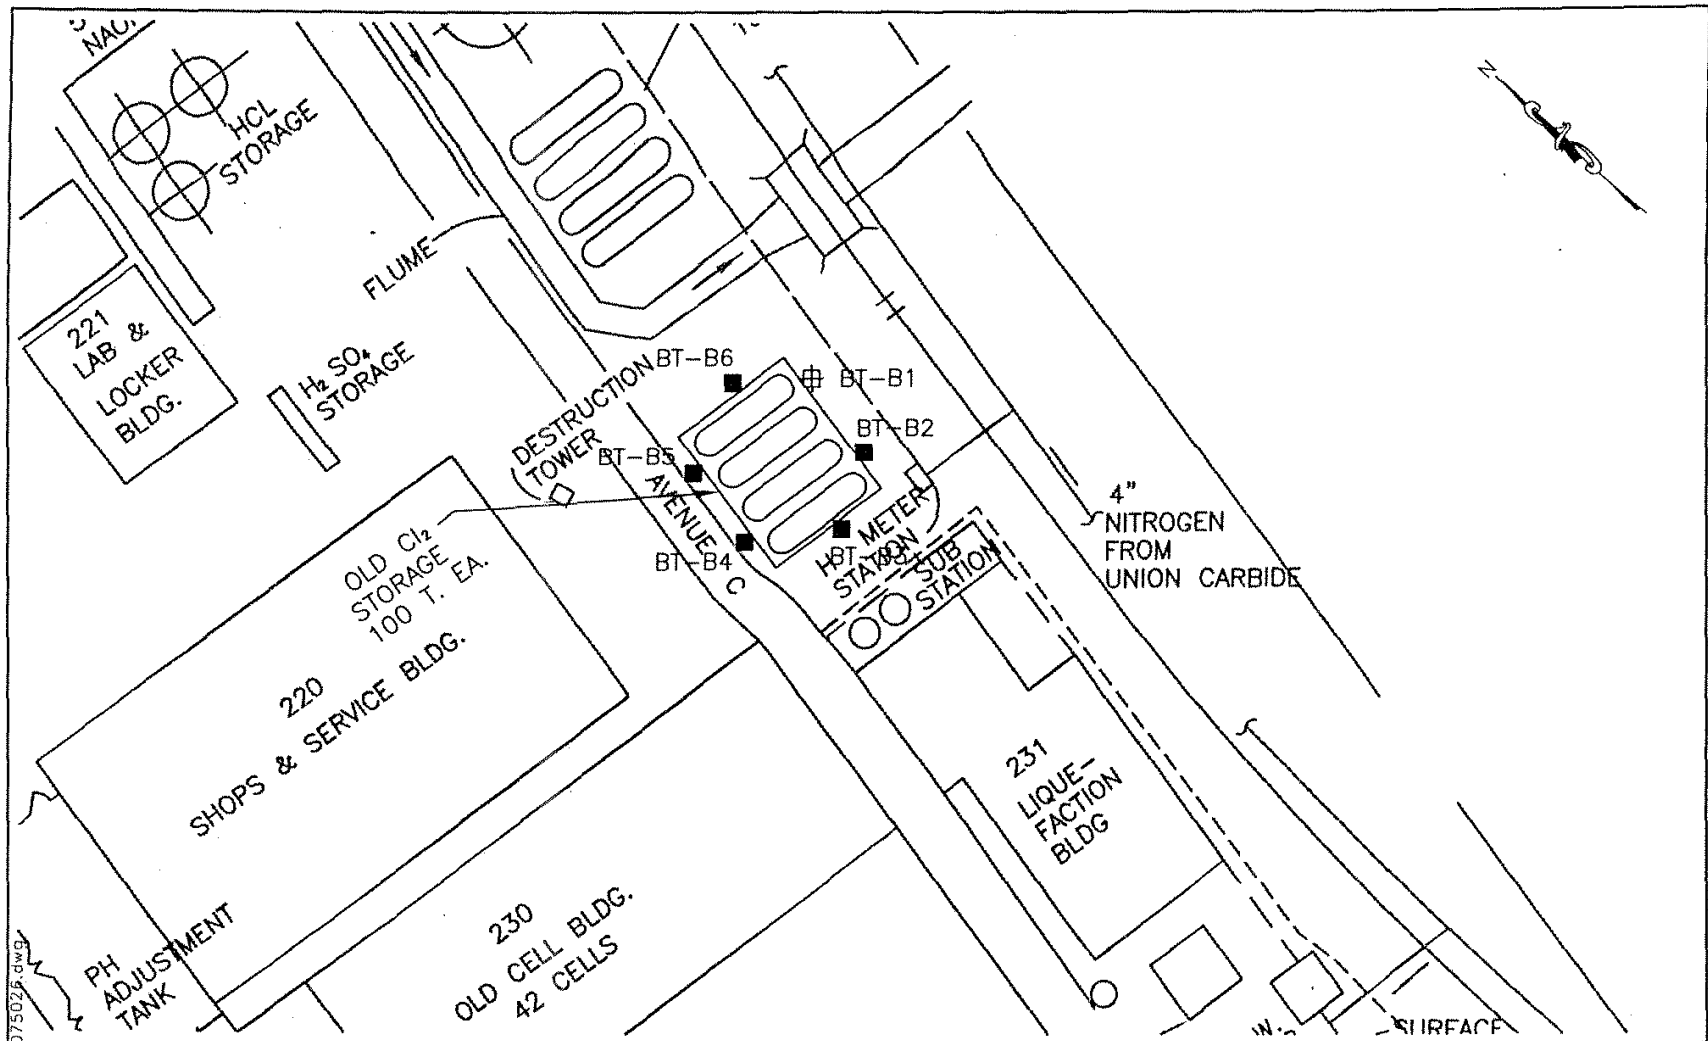 HCL
STORAGE
N
FLUME
221
LAB &
LOCKER
BLDG.
H₂ SO₄
STORAGE
DESTRUCTION
TOWER
BT-B6
BT-B1
BT-B2
BT-B5
BT-B4
AVENUE C
METER
STATION
SUB
STATION
4"
NITROGEN
FROM
UNION CARBIDE
OLD Cl₂
STORAGE
100 T. EA.
220
SHOPS & SERVICE BLDG.
231
LIQUE-
FACTION
BLDG
230
OLD CELL BLDG.
42 CELLS
PH
ADJUSTMENT
TANK
075026.dwg
SURFACE